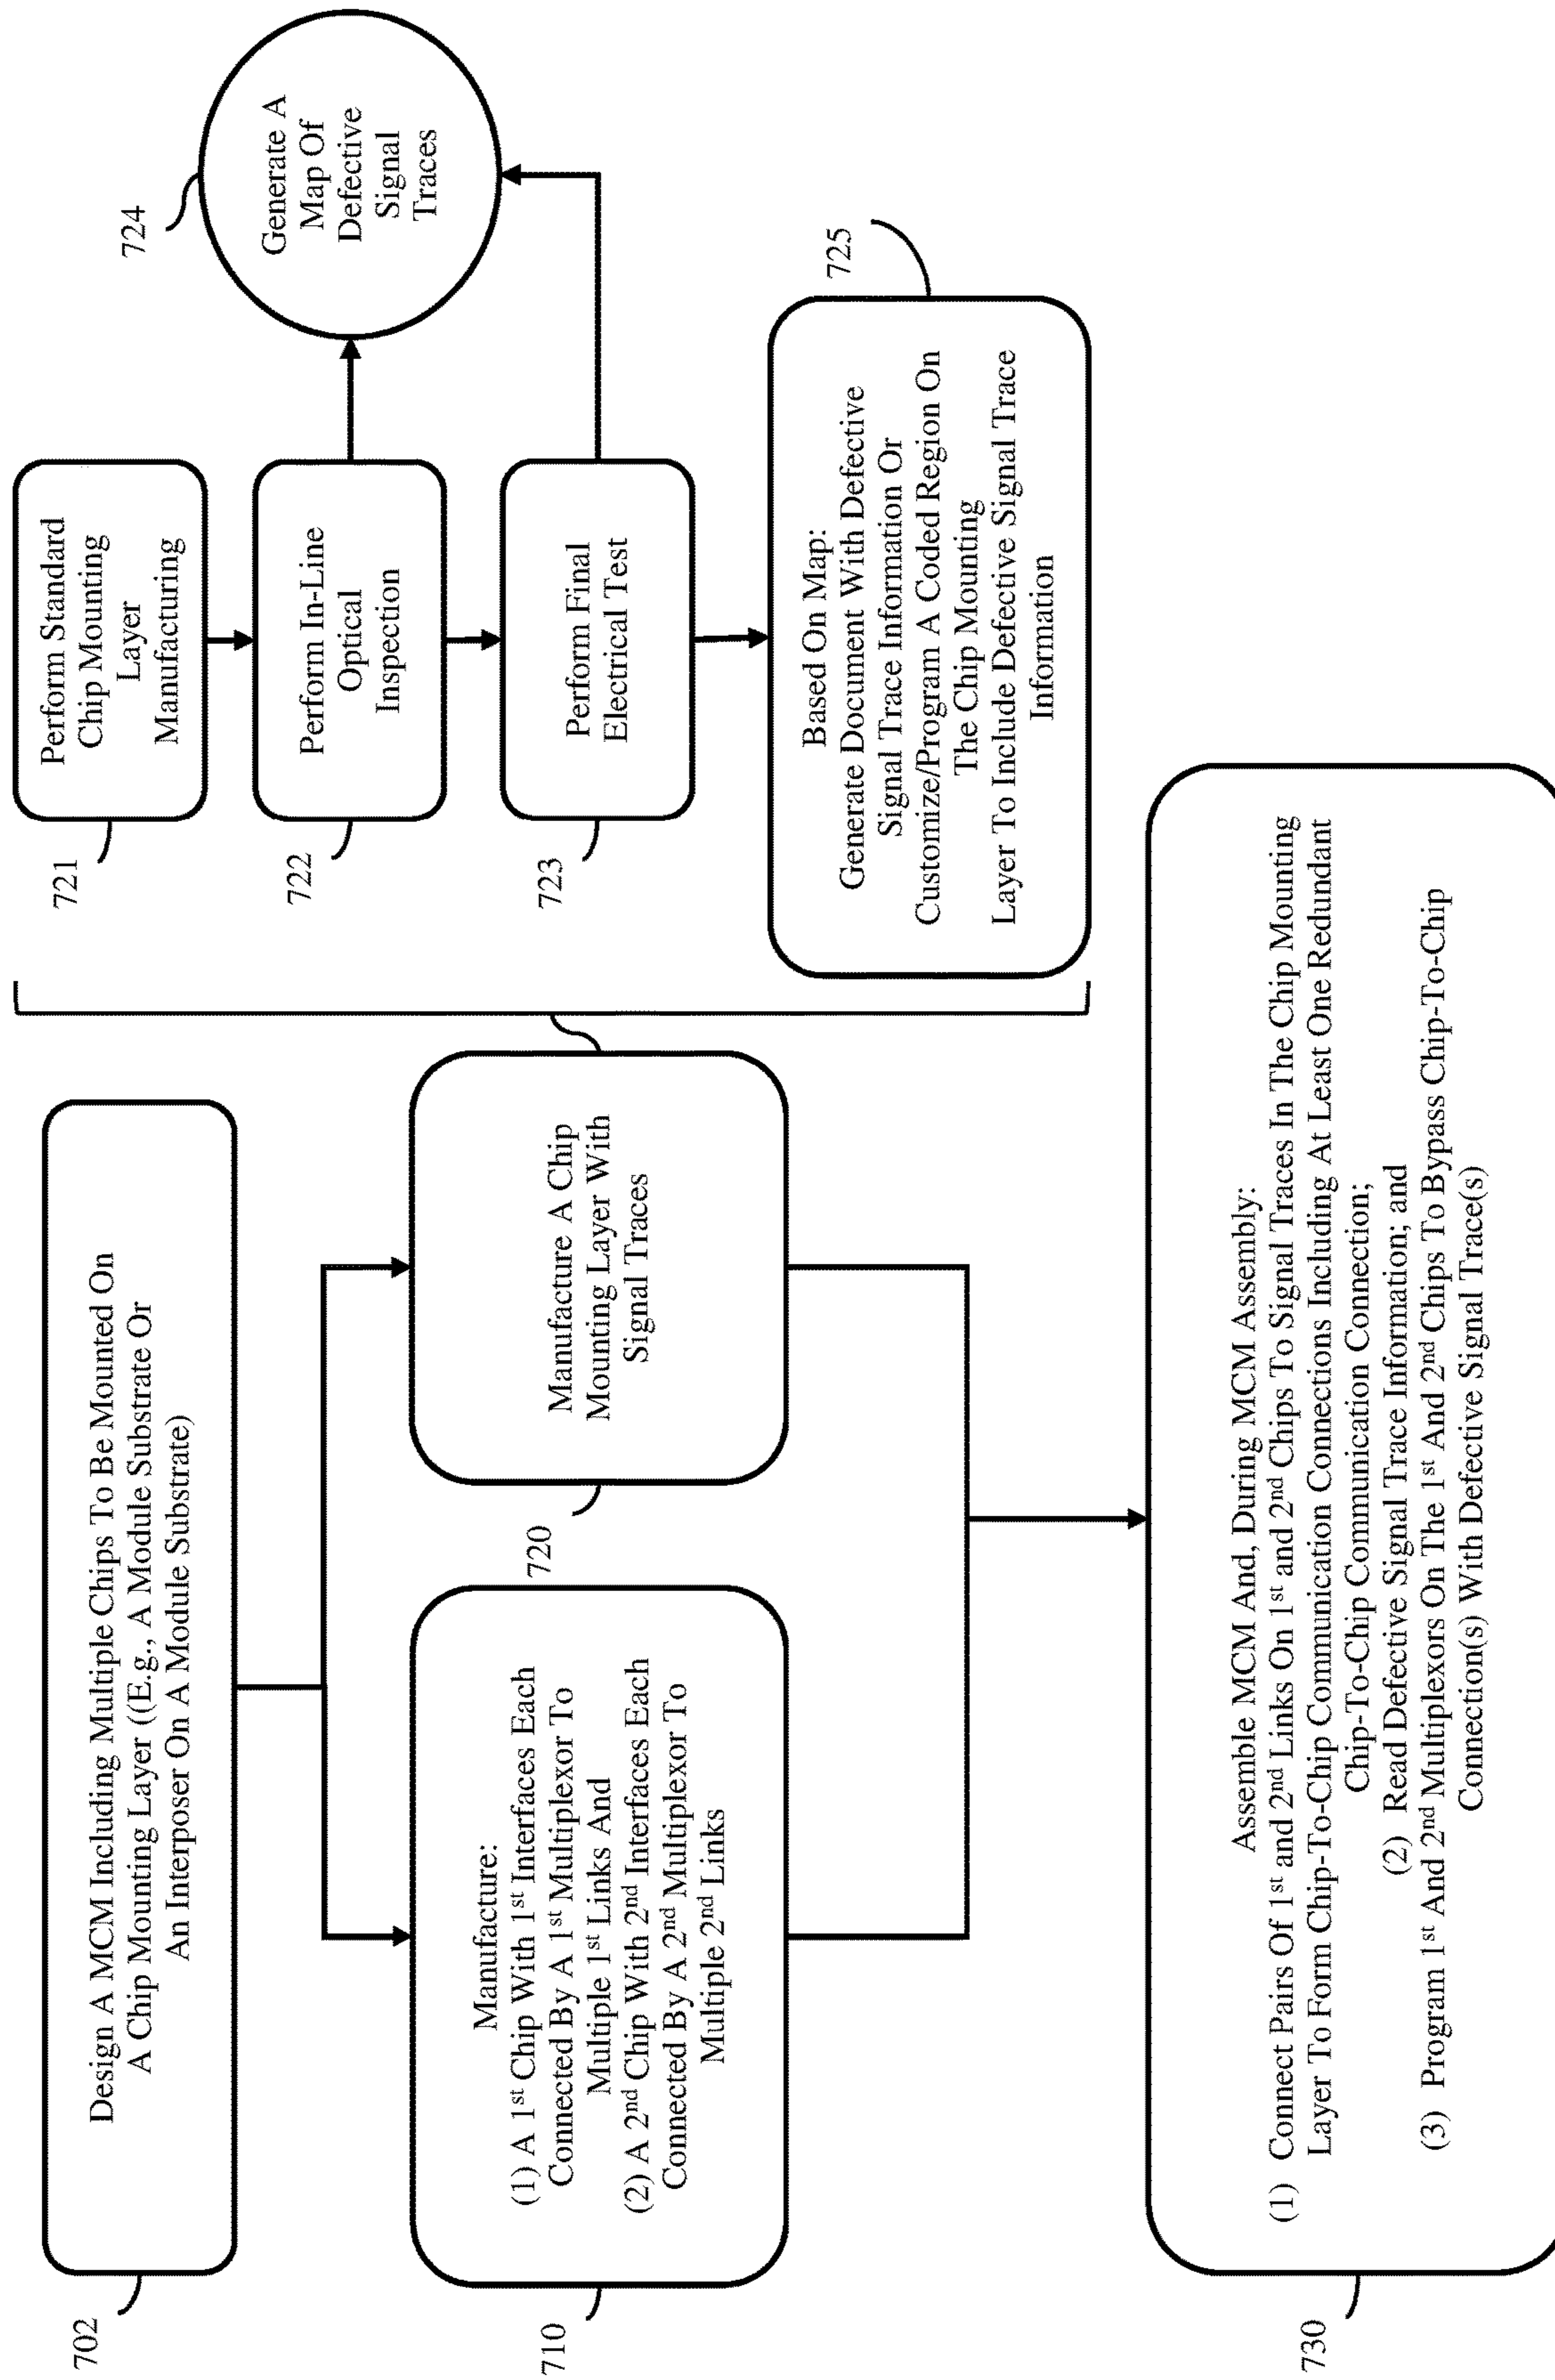 702
Design A MCM Including Multiple Chips To Be Mounted On
A Chip Mounting Layer ((E.g., A Module Substrate Or
An Interposer On A Module Substrate)
710
Manufacture:
(1) A 1st Chip With 1st Interfaces Each
Connected By A 1st Multiplexor To
Multiple 1st Links And
(2) A 2nd Chip With 2nd Interfaces Each
Connected By A 2nd Multiplexor To
Multiple 2nd Links
720
Manufacture A Chip
Mounting Layer With
Signal Traces
721
Perform Standard
Chip Mounting
Layer
Manufacturing
722
Perform In-Line
Optical
Inspection
723
Perform Final
Electrical Test
724
Generate A
Map Of
Defective
Signal
Traces
725
Based On Map:
Generate Document With Defective
Signal Trace Information Or
Customize/Program A Coded Region On
The Chip Mounting
Layer To Include Defective Signal Trace
Information
730
Assemble MCM And, During MCM Assembly:
(1) Connect Pairs Of 1st and 2nd Links On 1st and 2nd Chips To Signal Traces In The Chip Mounting
Layer To Form Chip-To-Chip Communication Connections Including At Least One Redundant
Chip-To-Chip Communication Connection;
(2) Read Defective Signal Trace Information; and
(3) Program 1st And 2nd Multiplexors On The 1st And 2nd Chips To Bypass Chip-To-Chip
Connection(s) With Defective Signal Trace(s)